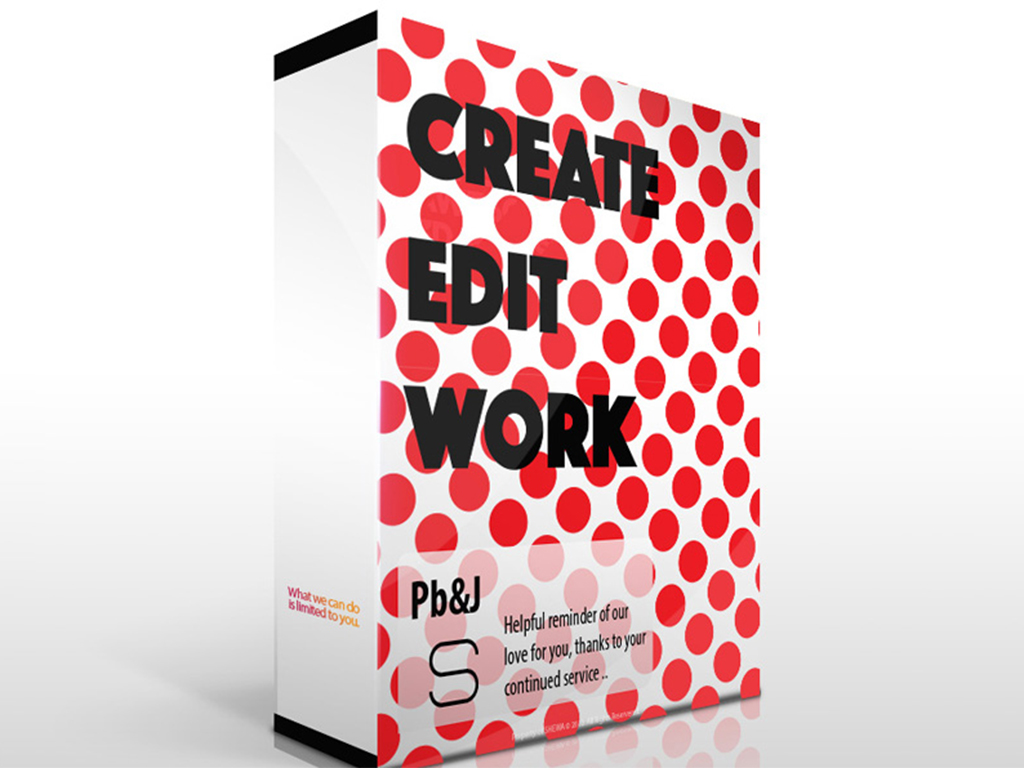 CREATE
EDIT
WORK
Pb&J
S
Helpful reminder of our
love for you, thanks to your
continued service ..
What we can do
is limited to you.